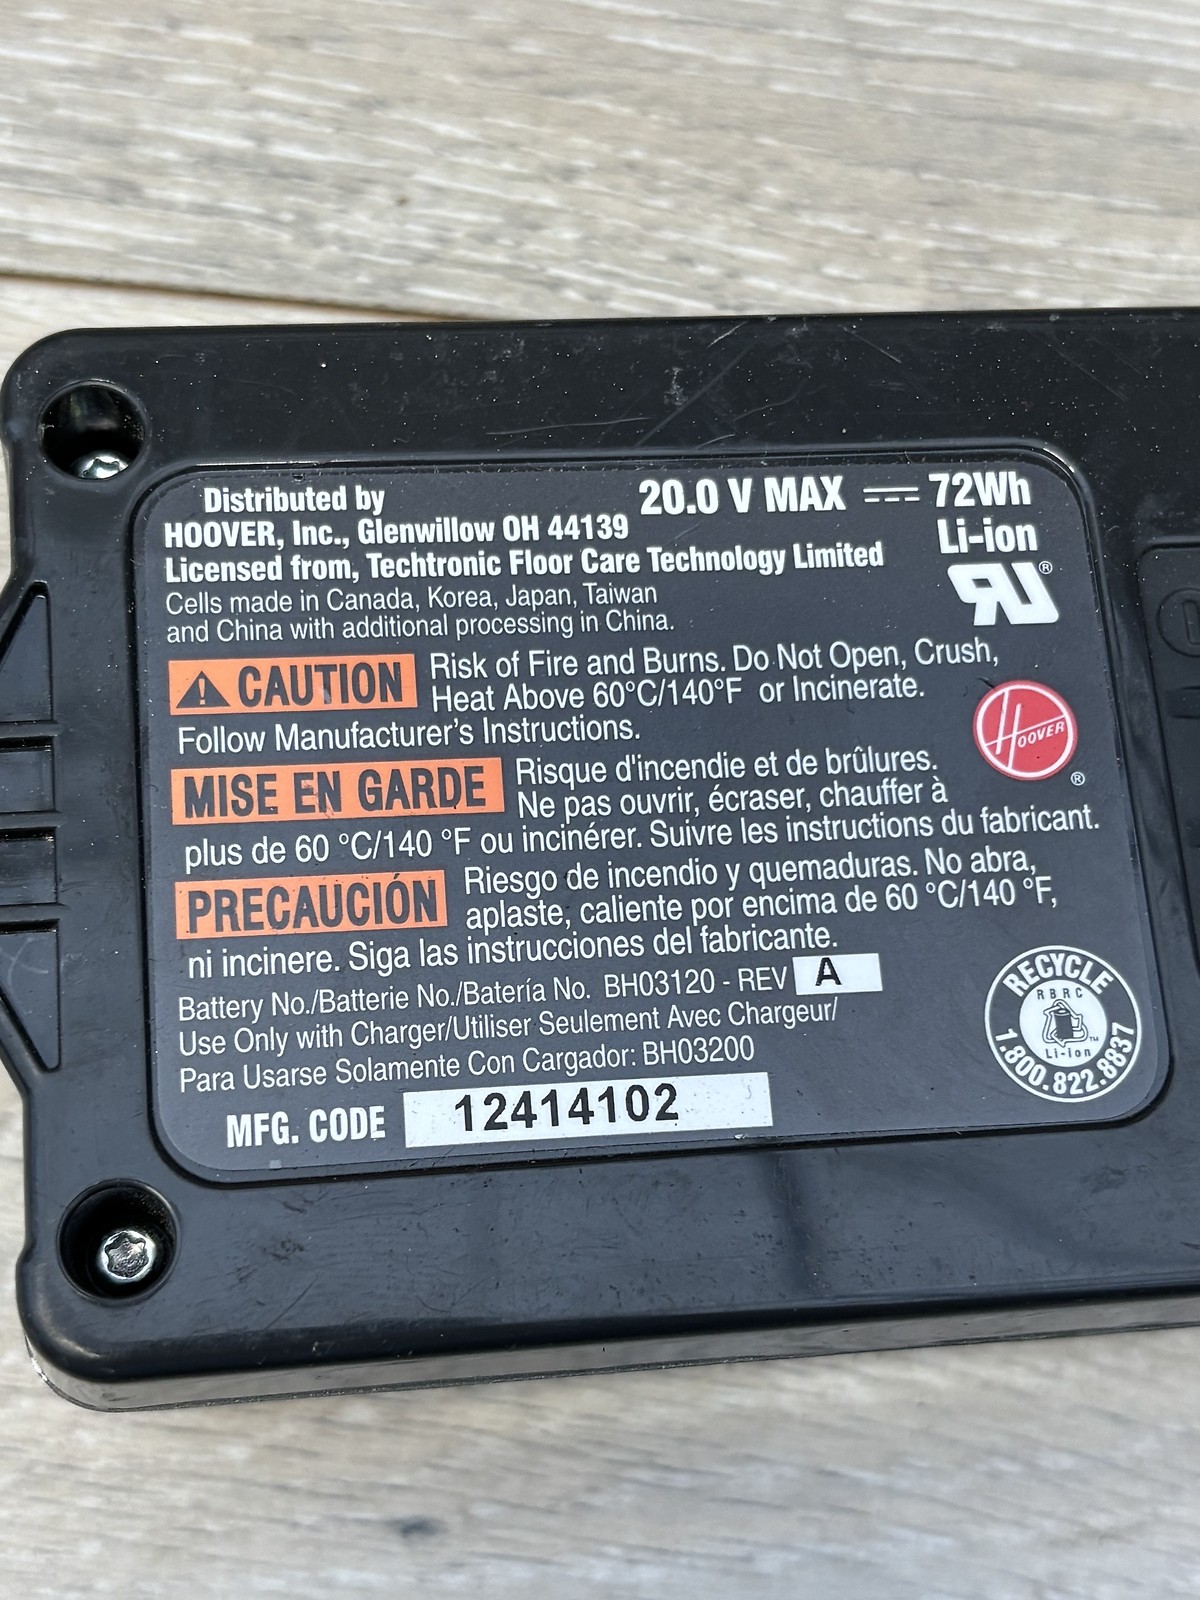 Distributed by
HOOVER, Inc., Glenwillow OH 44139
Licensed from, Techtronic Floor Care Technology Limited
20.0 V MAX 72Wh
Li-ion
RU®
Cells made in Canada, Korea, Japan, Taiwan
and China with additional processing in China.
CAUTION Risk of Fire and Burns. Do Not Open, Crush,
Heat Above 60°C/140°F or Incinerate.
Follow Manufacturer's Instructions.
HOOVER
®
MISE EN GARDE Risque d'incendie et de brûlures.
Ne pas ouvrir, écraser, chauffer à
plus de 60 °C/140 °F ou incinérer. Suivre les instructions du fabricant.
PRECAUCIÓN Riesgo de incendio y quemaduras. No abra,
aplaste, caliente por encima de 60 °C/140 °F,
ni incinere. Siga las instrucciones del fabricante.
Battery No./Batterie No./Batería No. BH03120 - REV A
Use Only with Charger/Utiliser Seulement Avec Chargeur/
Para Usarse Solamente Con Cargador: BH03200
MFG. CODE 12414102
RECYCLE
RBRC
Li-ion ™
1.800.822.8837